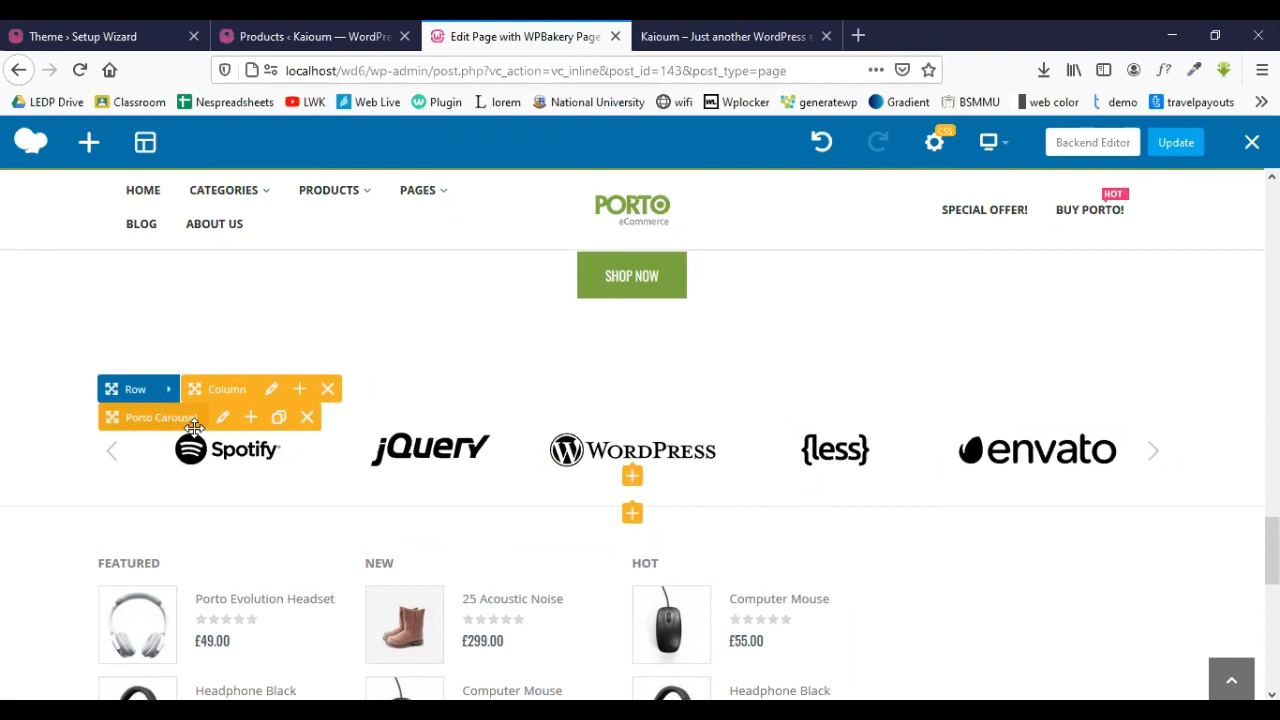 Theme › Setup Wizard
Products ‹ Kaioum — WordPre
Edit Page with WPBakery Page
Kaioum – Just another WordPress s
localhost/wd6/wp-admin/post.php?vc_action=vc_inline&post_id=143&post_type=page
LEDP Drive
Classroom
Nespreadsheets
LWK
Web Live
Plugin
lorem
National University
wifi
Wplocker
generatewp
Gradient
BSMMU
web color
demo
travelpayouts
CSS
Backend Editor
Update
HOME
CATEGORIES
PRODUCTS
PAGES
BLOG
ABOUT US
PORTO
eCommerce
HOT
SPECIAL OFFER!
BUY PORTO!
SHOP NOW
Row
Column
Porto Carousel
Spotify
jQuery
WORDPRESS
{less}
envato
FEATURED
NEW
HOT
Porto Evolution Headset
£49.00
25 Acoustic Noise
£299.00
Computer Mouse
£55.00
Headphone Black
Computer Mouse
Headphone Black